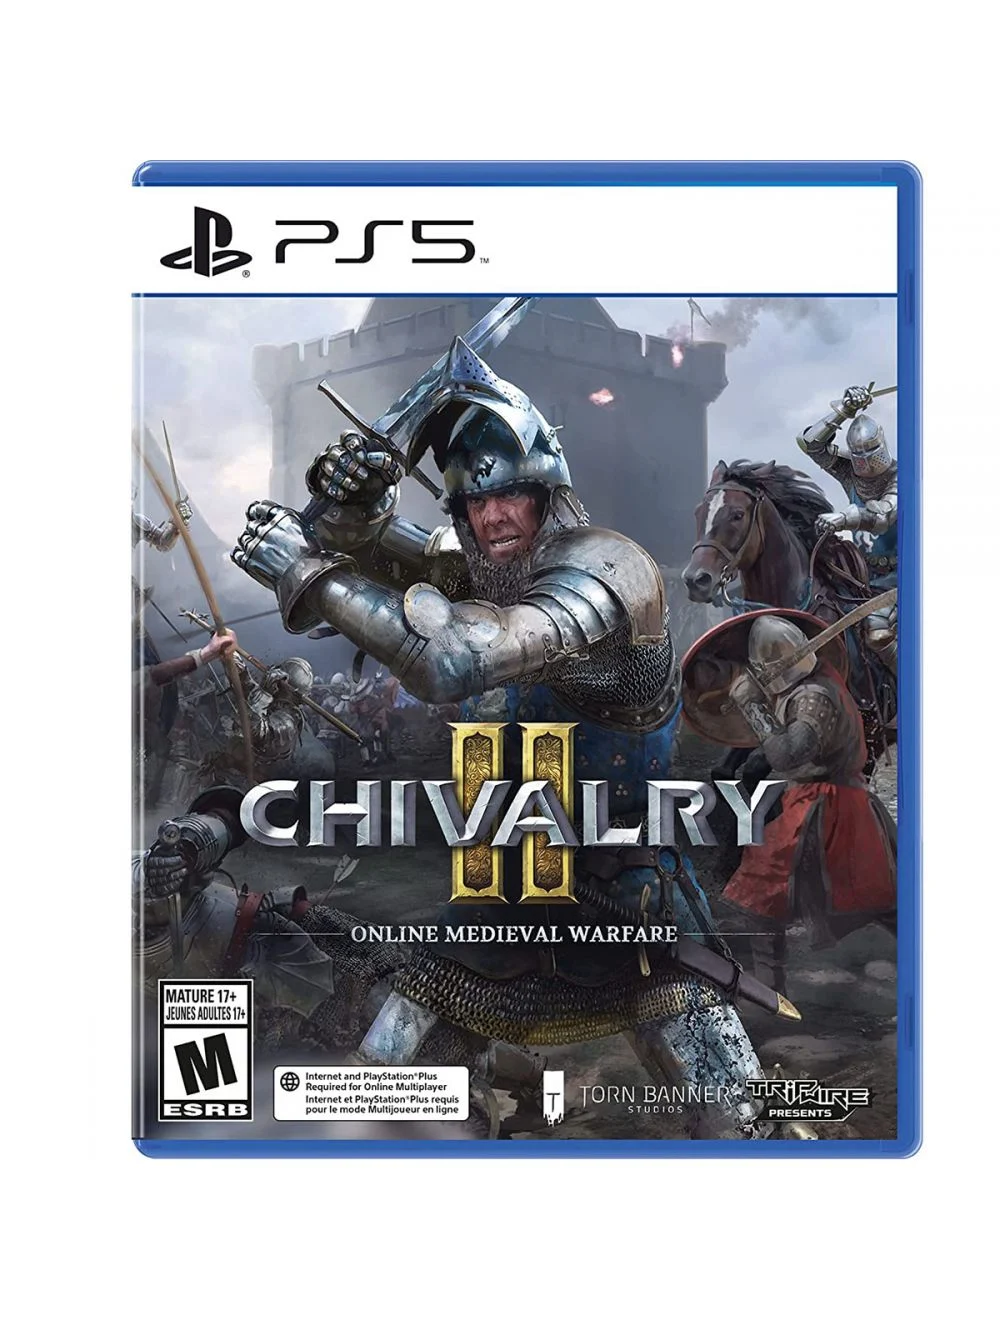 PS5
II
CHIVALRY
ONLINE MEDIEVAL WARFARE
MATURE 17+
JEUNES ADULTES 17+
M
ESRB
Internet and PlayStation®Plus
Required for Online Multiplayer
Internet et PlayStation®Plus requis
pour le mode Multijoueur en ligne
T
TORN BANNER
STUDIOS
TRIPWIRE
PRESENTS